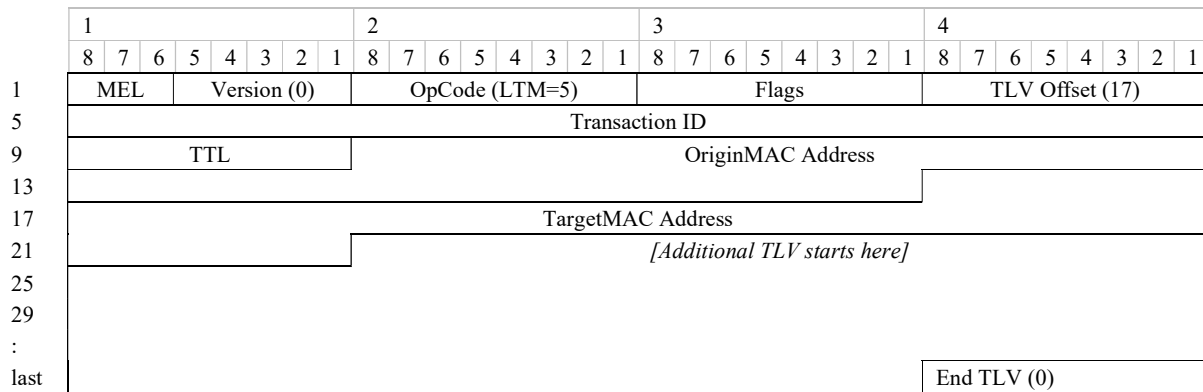 1 2 3 4
8 7 6 5 4 3 2 1 8 7 6 5 4 3 2 1 8 7 6 5 4 3 2 1 8 7 6 5 4 3 2 1
1 MEL Version (0) OpCode (LTM=5) Flags TLV Offset (17)
5 Transaction ID
9 TTL OriginMAC Address
13
17 TargetMAC Address
21 [Additional TLV starts here]
25
29
:
last End TLV (0)